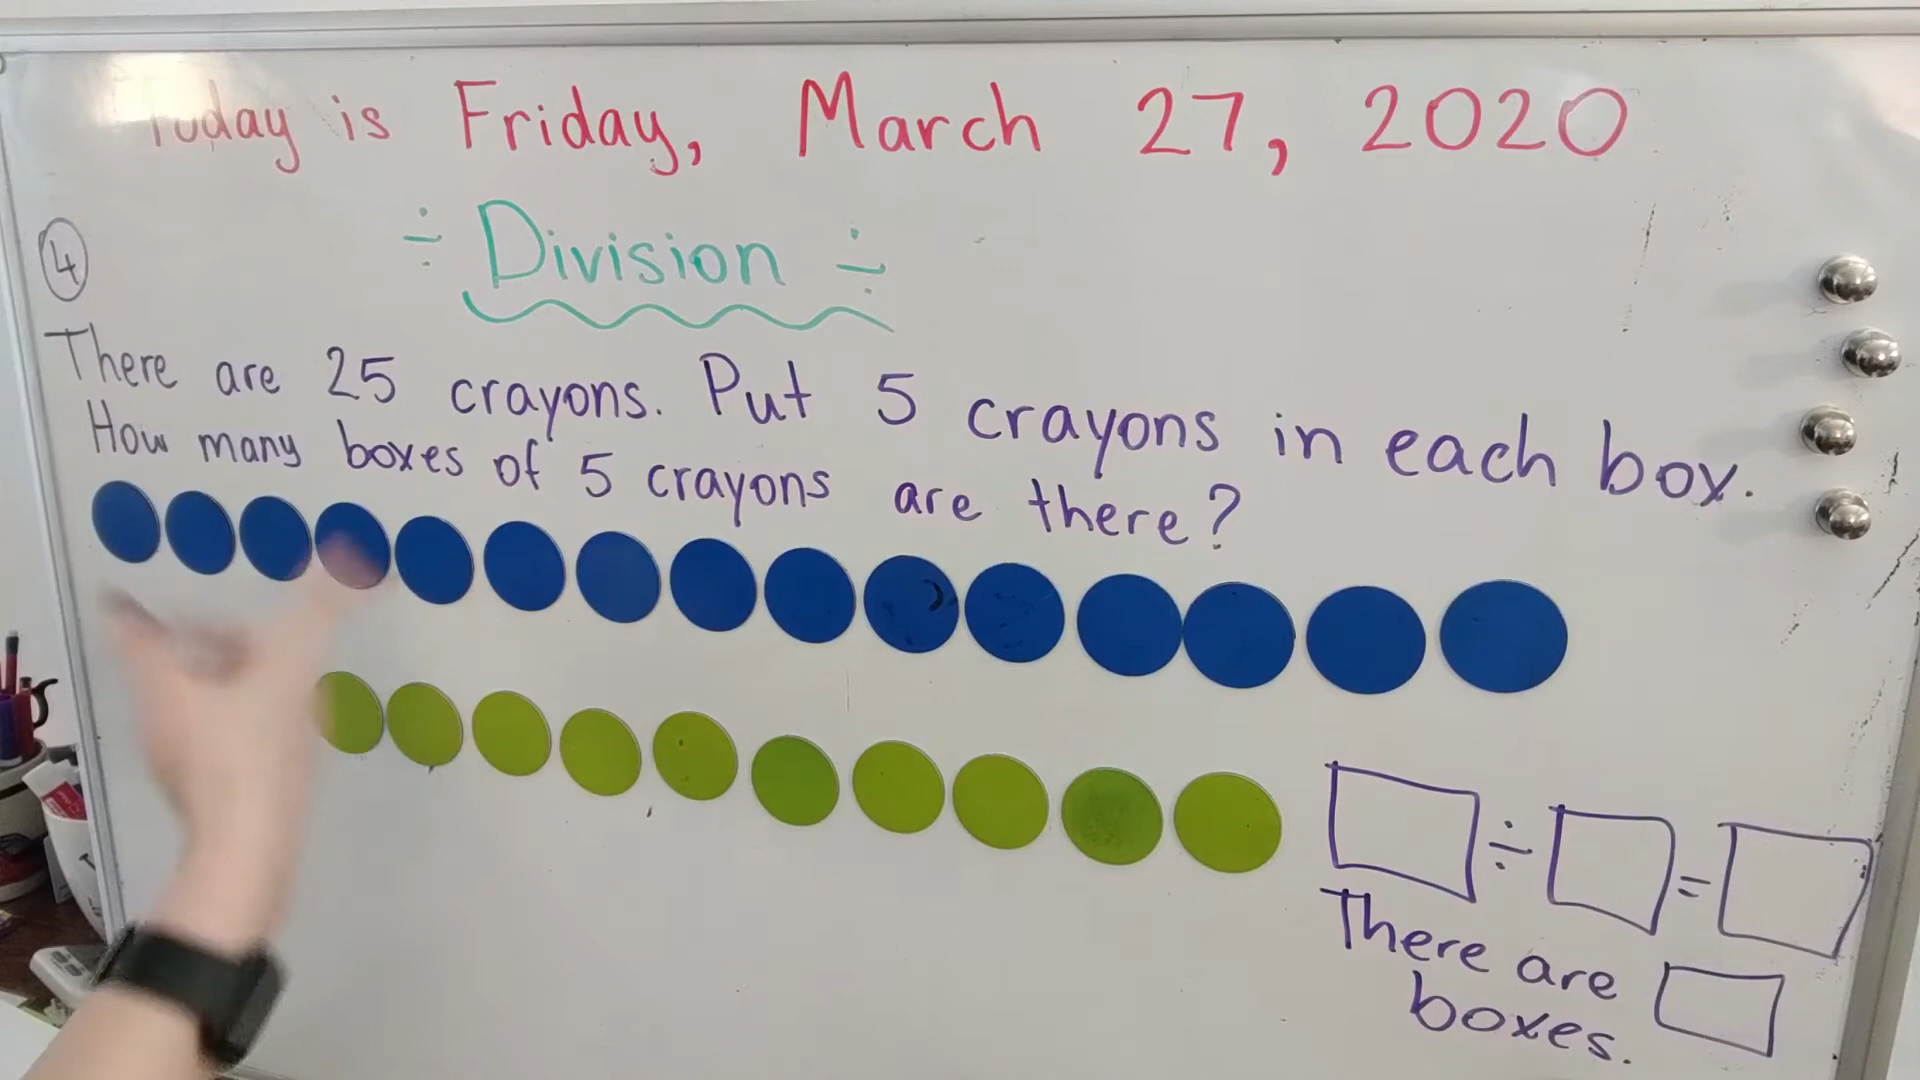 Today is Friday, March 27, 2020
÷ Division ÷
4
There are 25 crayons. Put 5 crayons in each box.
How many boxes of 5 crayons are there?
÷ =
There are
boxes.